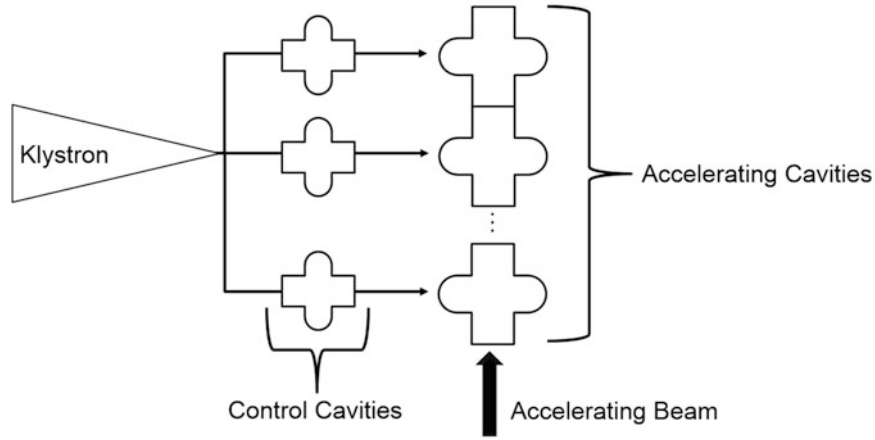 Klystron
Accelerating Cavities
Control Cavities
Accelerating Beam